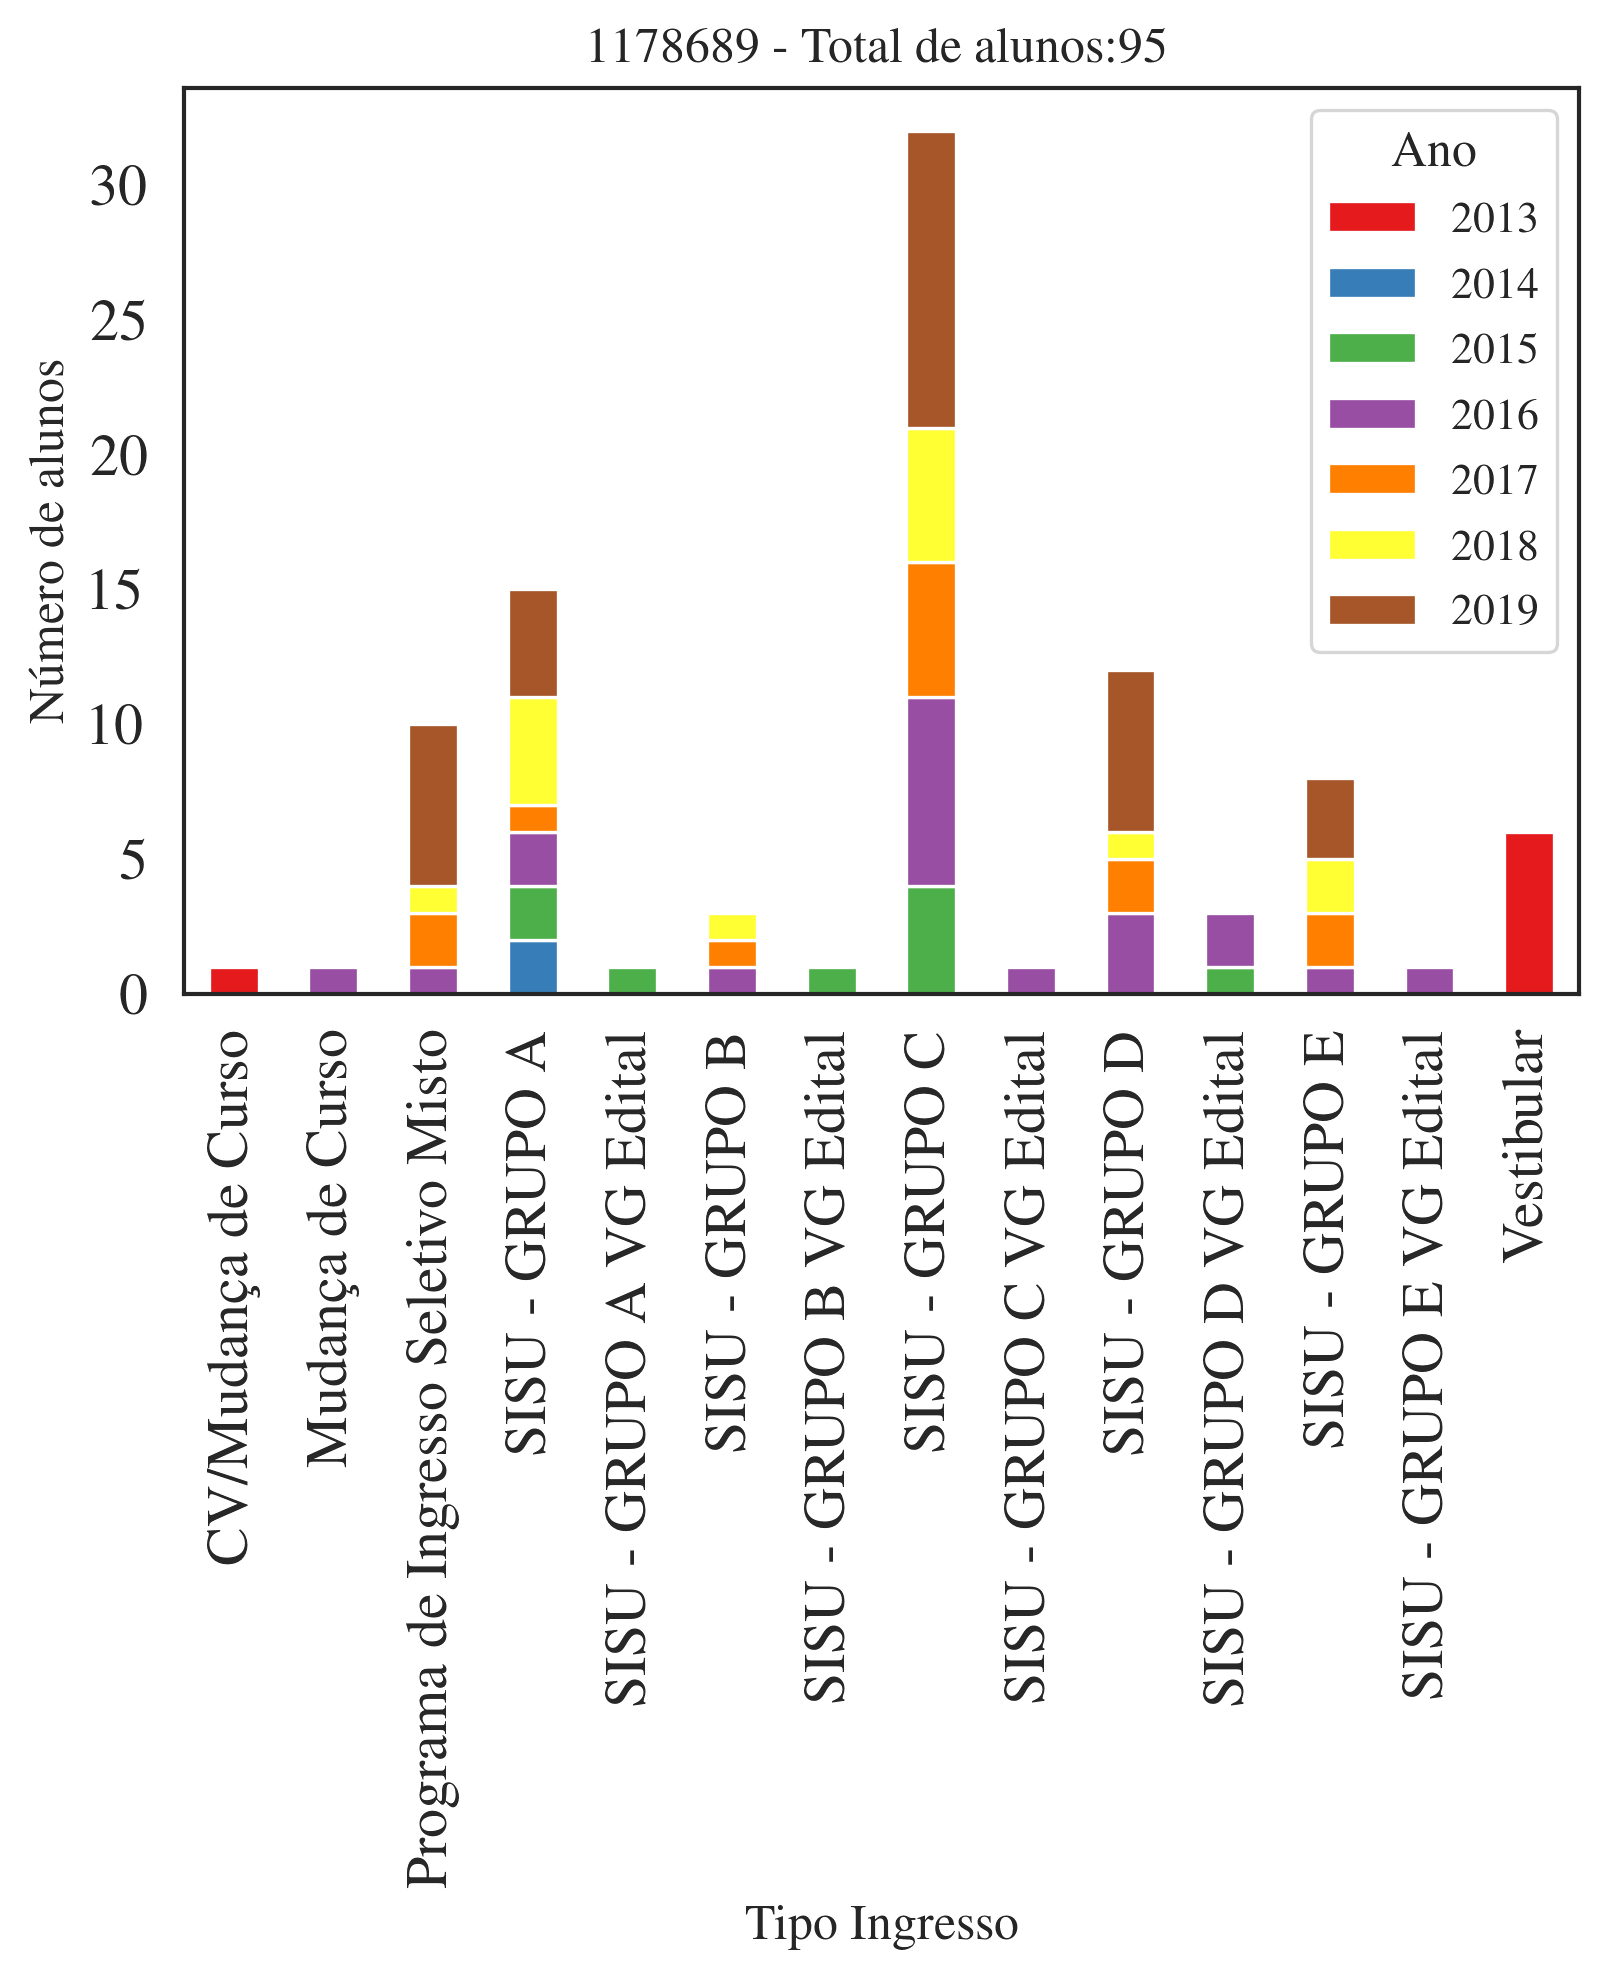 1178689 - Total de alunos:95
Número de alunos
30
25
20
15
10
5
0
Ano
2013
2014
2015
2016
2017
2018
2019
CV/Mudança de Curso
Mudança de Curso
Programa de Ingresso Seletivo Misto
SISU - GRUPO A
SISU - GRUPO A VG Edital
SISU - GRUPO B
SISU - GRUPO B VG Edital
SISU - GRUPO C
SISU - GRUPO C VG Edital
SISU - GRUPO D
SISU - GRUPO D VG Edital
SISU - GRUPO E
SISU - GRUPO E VG Edital
Vestibular
Tipo Ingresso